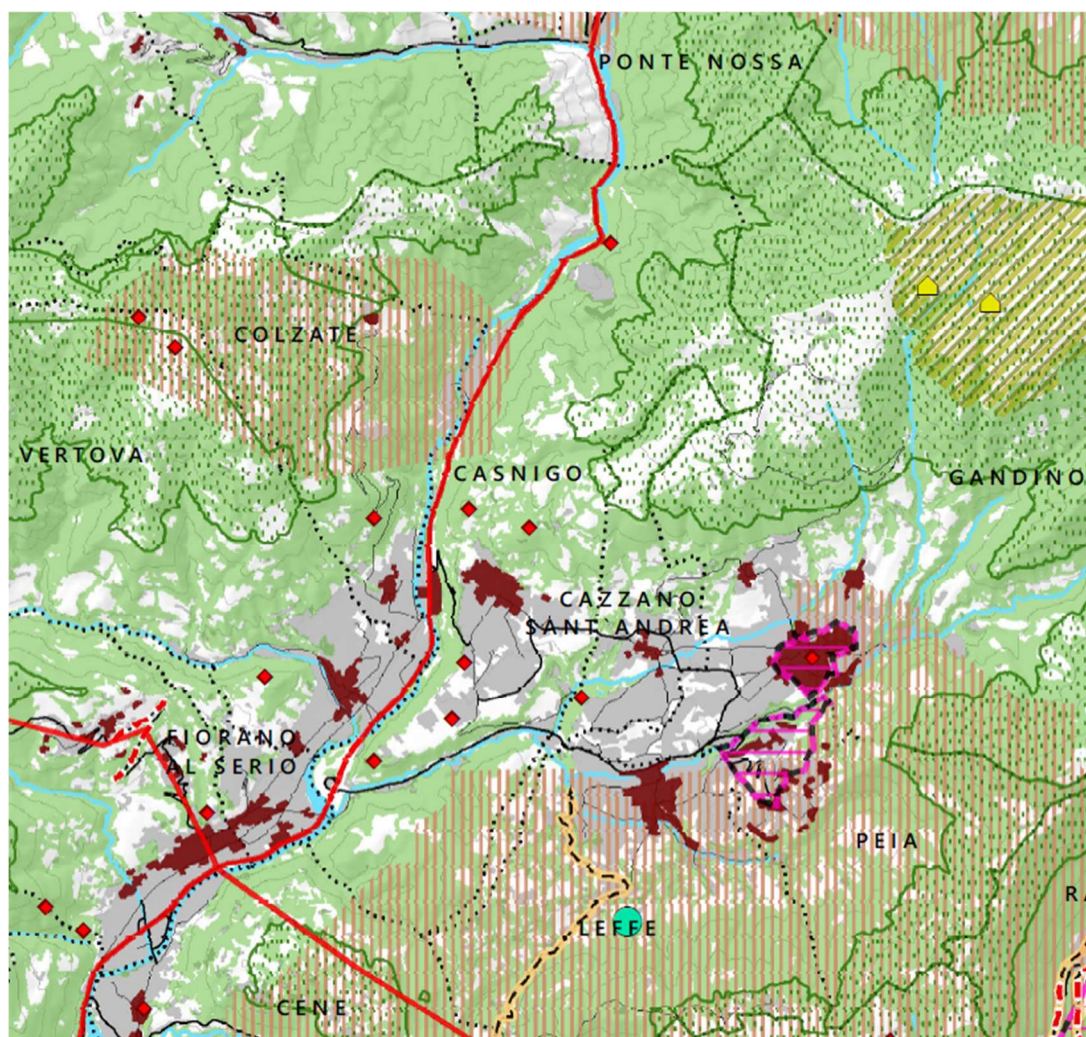 PONTE NOSSA
COLZATE
VERTOVA
CASNIGO
GANDINO
CAZZANO
SANT ANDREA
FIORANO
AL SERIO
PEIA
LEFFE
CENE